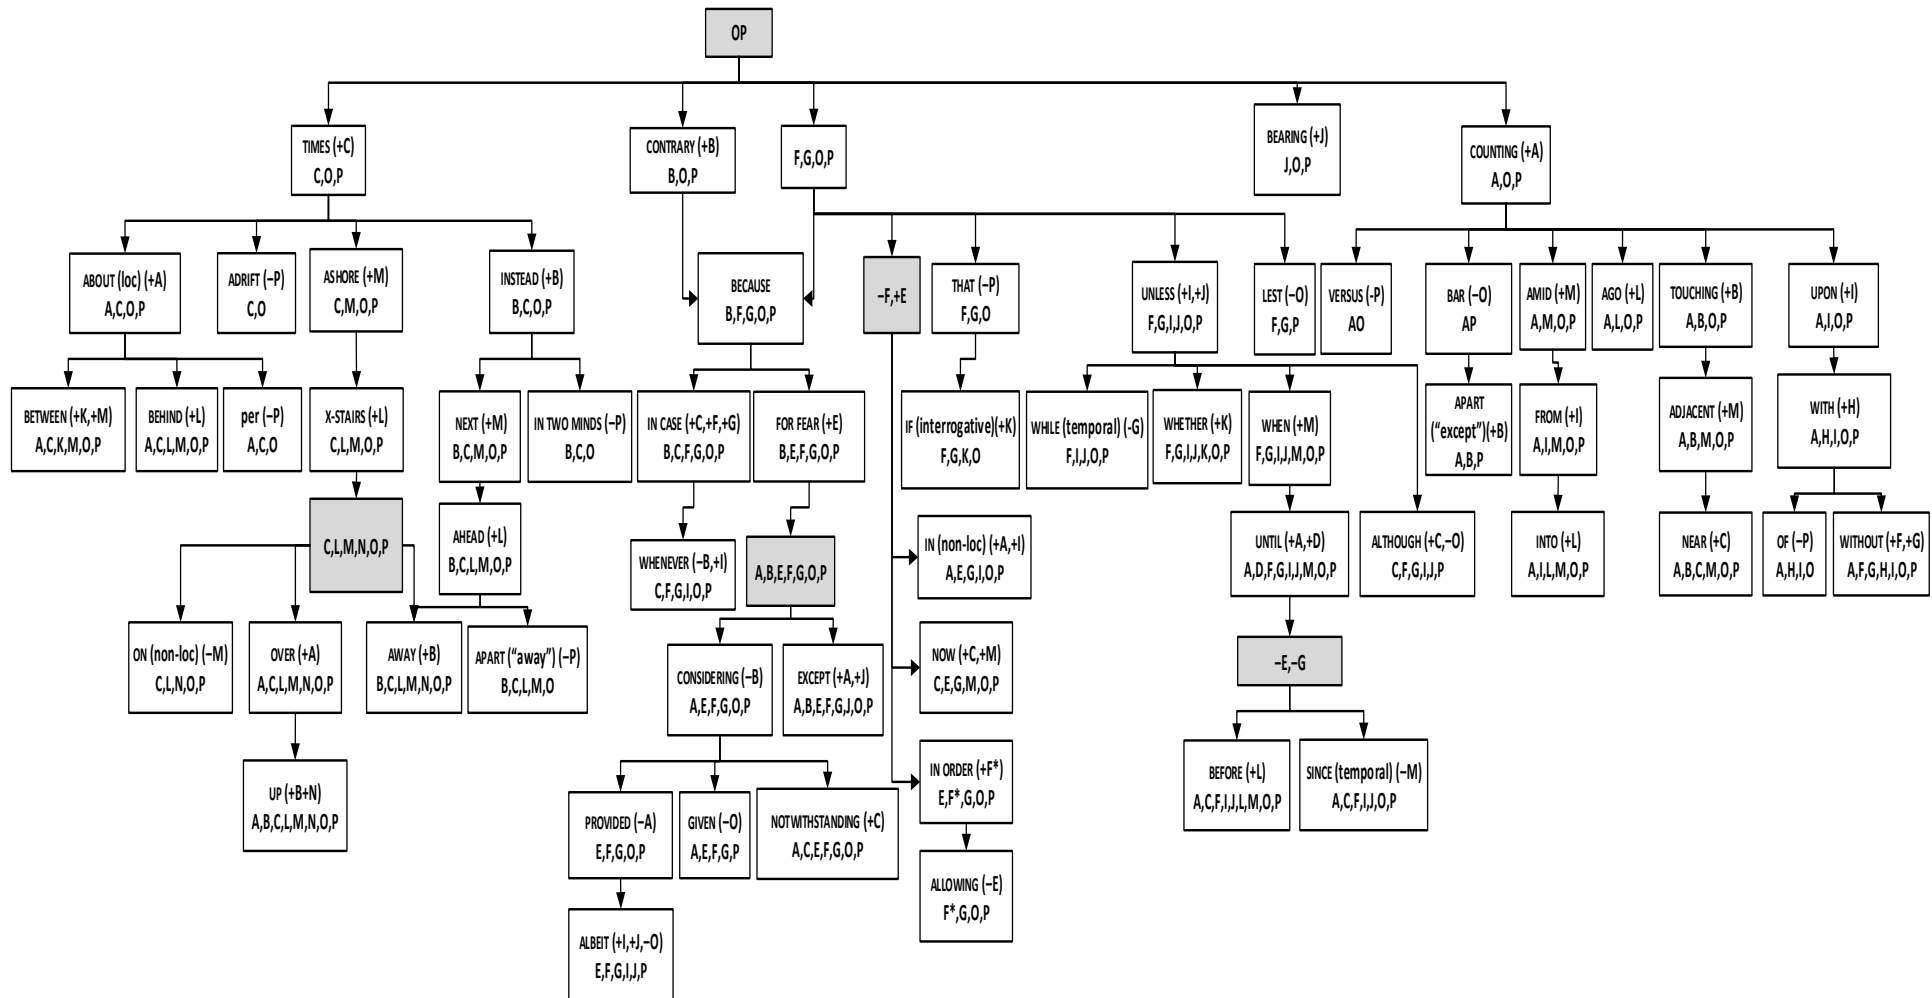 OP
TIMES (+C)
C,O,P
CONTRARY (+B)
B,O,P
F,G,O,P
BEARING (+J)
J,O,P
COUNTING (+A)
A,O,P
ABOUT (loc) (+A)
A,C,O,P
ADRIFT (–P)
C,O
ASHORE (+M)
C,M,O,P
INSTEAD (+B)
B,C,O,P
BECAUSE
B,F,G,O,P
–F,+E
THAT (–P)
F,G,O
UNLESS (+I,+J)
F,G,I,J,O,P
LEST (–O)
F,G,P
VERSUS (-P)
AO
BAR (–O)
AP
AMID (+M)
A,M,O,P
AGO (+L)
A,L,O,P
TOUCHING (+B)
A,B,O,P
UPON (+I)
A,I,O,P
BETWEEN (+K,+M)
A,C,K,M,O,P
BEHIND (+L)
A,C,L,M,O,P
per (–P)
A,C,O
X-STAIRS (+L)
C,L,M,O,P
NEXT (+M)
B,C,M,O,P
IN TWO MINDS (–P)
B,C,O
IN CASE (+C,+F,+G)
B,C,F,G,O,P
FOR FEAR (+E)
B,E,F,G,O,P
IF (interrogative)(+K)
F,G,K,O
WHILE (temporal) (-G)
F,I,J,O,P
WHETHER (+K)
F,G,I,J,K,O,P
WHEN (+M)
F,G,I,J,M,O,P
APART
("except")(+B)
A,B,P
FROM (+I)
A,I,M,O,P
ADJACENT (+M)
A,B,M,O,P
WITH (+H)
A,H,I,O,P
C,L,M,N,O,P
AHEAD (+L)
B,C,L,M,O,P
WHENEVER (–B,+I)
C,F,G,I,O,P
A,B,E,F,G,O,P
IN (non-loc) (+A,+I)
A,E,G,I,O,P
UNTIL (+A,+D)
A,D,F,G,I,J,M,O,P
ALTHOUGH (+C,–O)
C,F,G,I,J,P
INTO (+L)
A,I,L,M,O,P
NEAR (+C)
A,B,C,M,O,P
OF (–P)
A,H,I,O
WITHOUT (+F,+G)
A,F,G,H,I,O,P
ON (non-loc) (–M)
C,L,N,O,P
OVER (+A)
A,C,L,M,N,O,P
AWAY (+B)
B,C,L,M,N,O,P
APART ("away") (–P)
B,C,L,M,O
CONSIDERING (–B)
A,E,F,G,O,P
EXCEPT (+A,+J)
A,B,E,F,G,J,O,P
NOW (+C,+M)
C,E,G,M,O,P
–E,–G
UP (+B+N)
A,B,C,L,M,N,O,P
PROVIDED (–A)
E,F,G,O,P
GIVEN (–O)
A,E,F,G,P
NOTWITHSTANDING (+C)
A,C,E,F,G,O,P
IN ORDER (+F*)
E,F*,G,O,P
BEFORE (+L)
A,C,F,I,J,L,M,O,P
SINCE (temporal) (–M)
A,C,F,I,J,O,P
ALLOWING (–E)
F*,G,O,P
ALBEIT (+I,+J,–O)
E,F,G,I,J,P